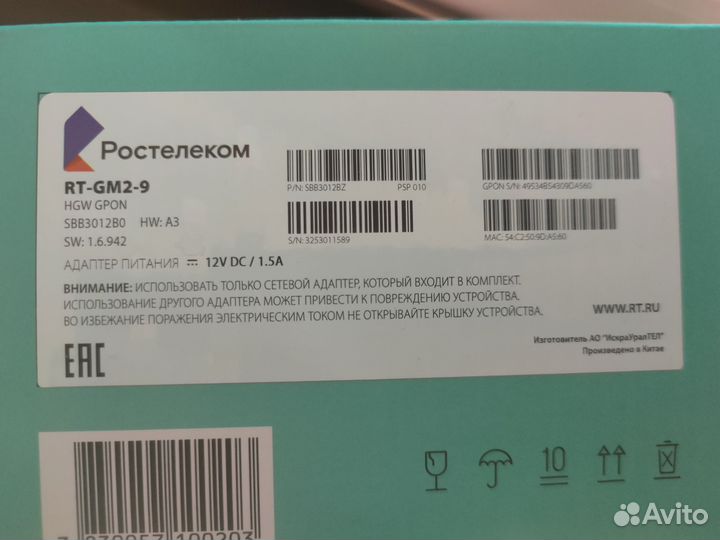 Ростелеком
RT-GM2-9
HGW GPON
SBB3012B0 HW: A3
SW: 1.6.942
P/N: SBB3012BZ PSP 010
S/N: 3253011589
GPON S/N: 49534B54309DA560
MAC: 54:C2:50:9D:A5:60
АДАПТЕР ПИТАНИЯ 12V DC / 1.5A
ВНИМАНИЕ: ИСПОЛЬЗОВАТЬ ТОЛЬКО СЕТЕВОЙ АДАПТЕР, КОТОРЫЙ ВХОДИТ В КОМПЛЕКТ.
ИСПОЛЬЗОВАНИЕ ДРУГОГО АДАПТЕРА МОЖЕТ ПРИВЕСТИ К ПОВРЕЖДЕНИЮ УСТРОЙСТВА.
ВО ИЗБЕЖАНИЕ ПОРАЖЕНИЯ ЭЛЕКТРИЧЕСКИМ ТОКОМ НЕ ОТКРЫВАЙТЕ КРЫШКУ УСТРОЙСТВА.
WWW.RT.RU
Изготовитель АО "ИскраУралТЕЛ"
Произведено в Китае
EAC
10
Avito